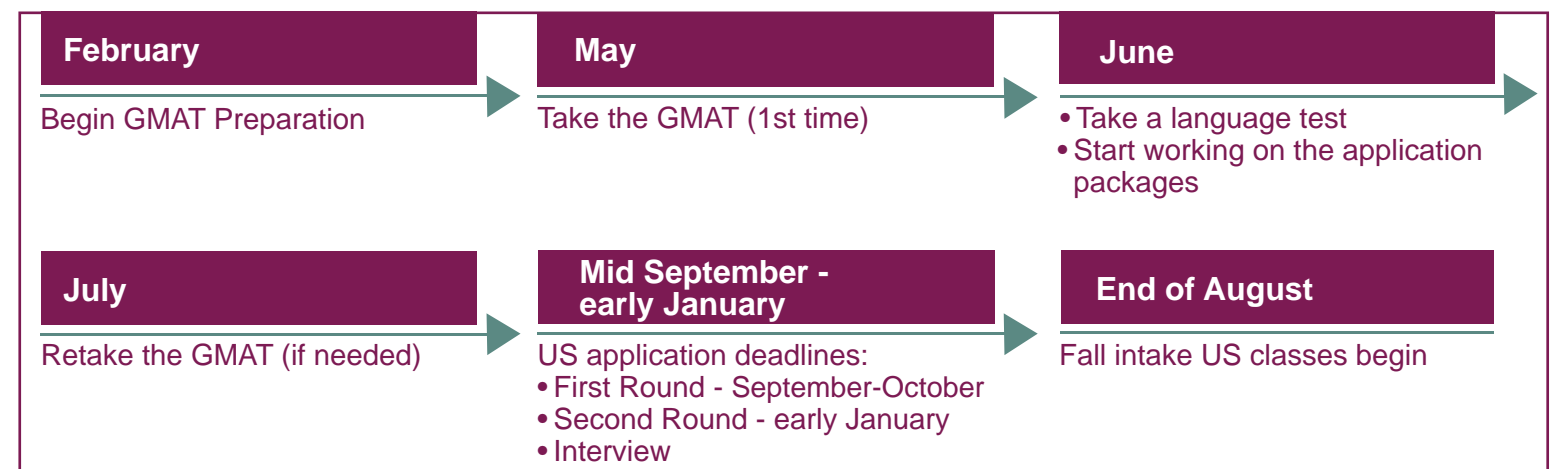 February
Begin GMAT Preparation
May
Take the GMAT (1st time)
June
• Take a language test
• Start working on the application
packages
July
Retake the GMAT (if needed)
Mid September -
early January
US application deadlines:
• First Round - September-October
• Second Round - early January
• Interview
End of August
Fall intake US classes begin